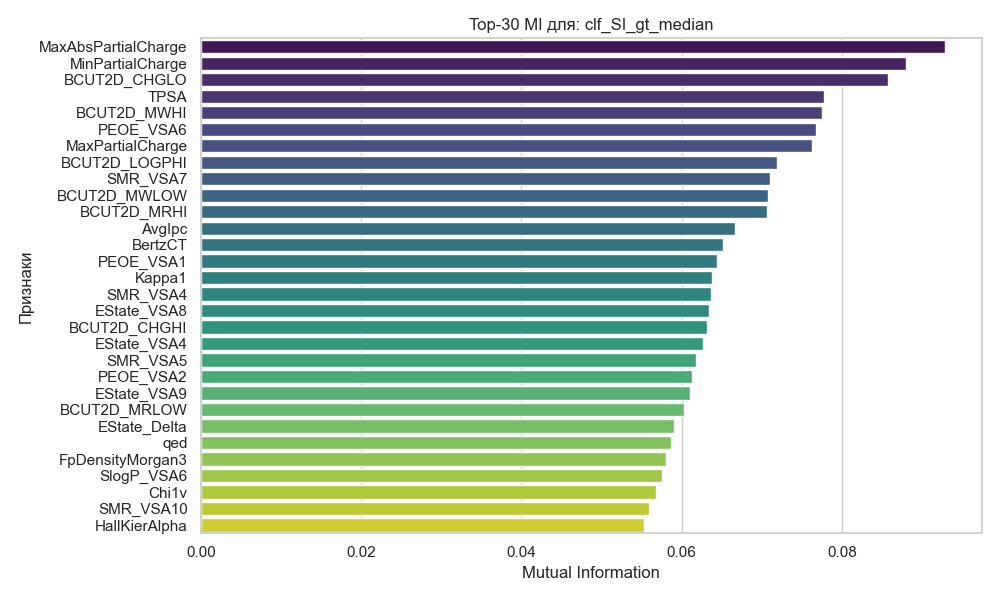 Top-30 MI для: clf_SI_gt_median
Признаки
MaxAbsPartialCharge
MinPartialCharge
BCUT2D_CHGLO
TPSA
BCUT2D_MWHI
PEOE_VSA6
MaxPartialCharge
BCUT2D_LOGPHI
SMR_VSA7
BCUT2D_MWLOW
BCUT2D_MRHI
AvgIpc
BertzCT
PEOE_VSA1
Kappa1
SMR_VSA4
EState_VSA8
BCUT2D_CHGHI
EState_VSA4
SMR_VSA5
PEOE_VSA2
EState_VSA9
BCUT2D_MRLOW
EState_Delta
qed
FpDensityMorgan3
SlogP_VSA6
Chi1v
SMR_VSA10
HallKierAlpha
0.00 0.02 0.04 0.06 0.08
Mutual Information